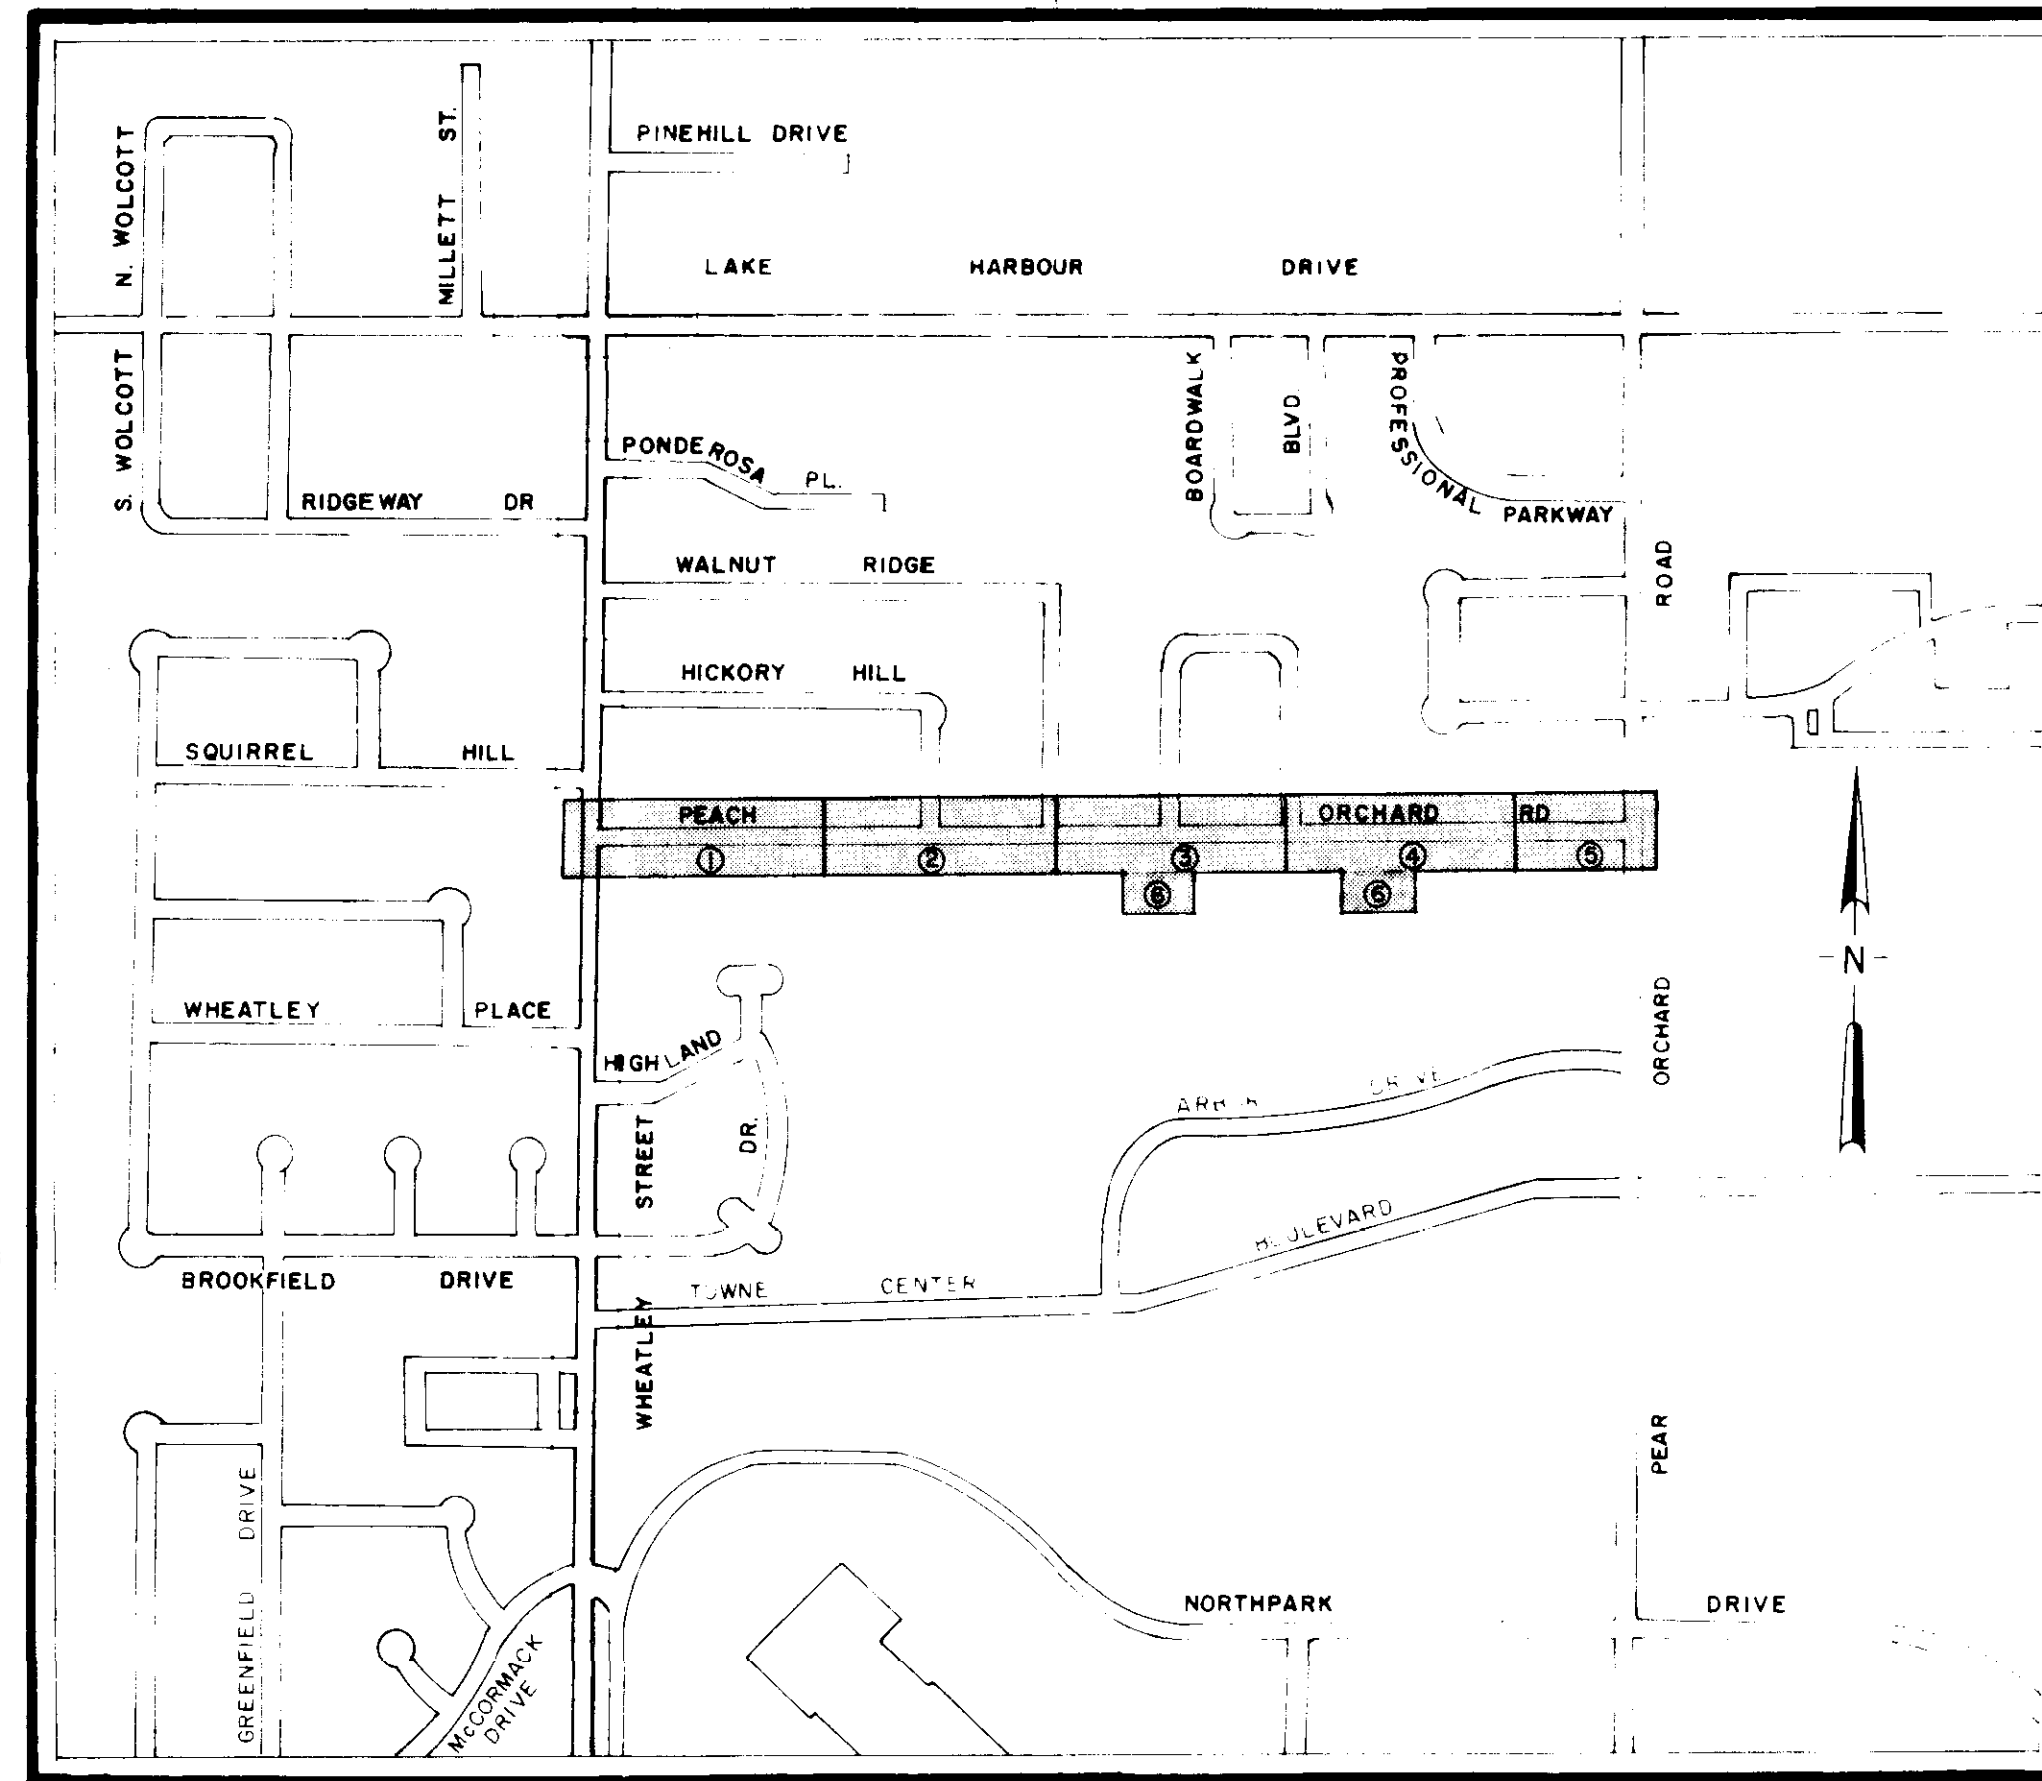 PINEHILL DRIVE
N. WOLCOTT
MILLETT ST.
LAKE HARBOUR DRIVE
S. WOLCOTT
BOARDWALK BLVD.
PROFESSIONAL PARKWAY
PONDEROSA PL.
RIDGEWAY DR
WALNUT RIDGE
HICKORY HILL
SQUIRREL HILL
PEACH ORCHARD RD
1 2 3 4 5
6 6
WHEATLEY PLACE
N
HIGHLAND DR.
PEAR ORCHARD ROAD
DRIVE
WHEATLEY STREET
BOULEVARD
BROOKFIELD DRIVE
TOWNE CENTER
GREENFIELD DRIVE
NORTHPARK DRIVE
McCORMACK
DRIVE